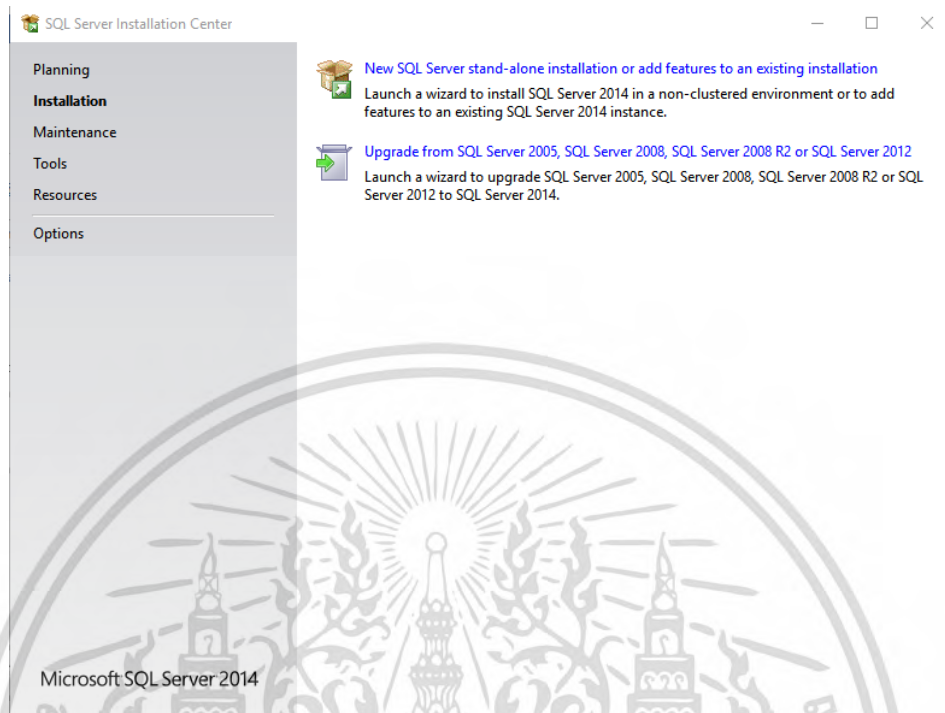 SQL Server Installation Center
Planning
Installation
Maintenance
Tools
Resources
Options
New SQL Server stand-alone installation or add features to an existing installation
Launch a wizard to install SQL Server 2014 in a non-clustered environment or to add
features to an existing SQL Server 2014 instance.
Upgrade from SQL Server 2005, SQL Server 2008, SQL Server 2008 R2 or SQL Server 2012
Launch a wizard to upgrade SQL Server 2005, SQL Server 2008, SQL Server 2008 R2 or SQL
Server 2012 to SQL Server 2014.
Microsoft SQL Server 2014